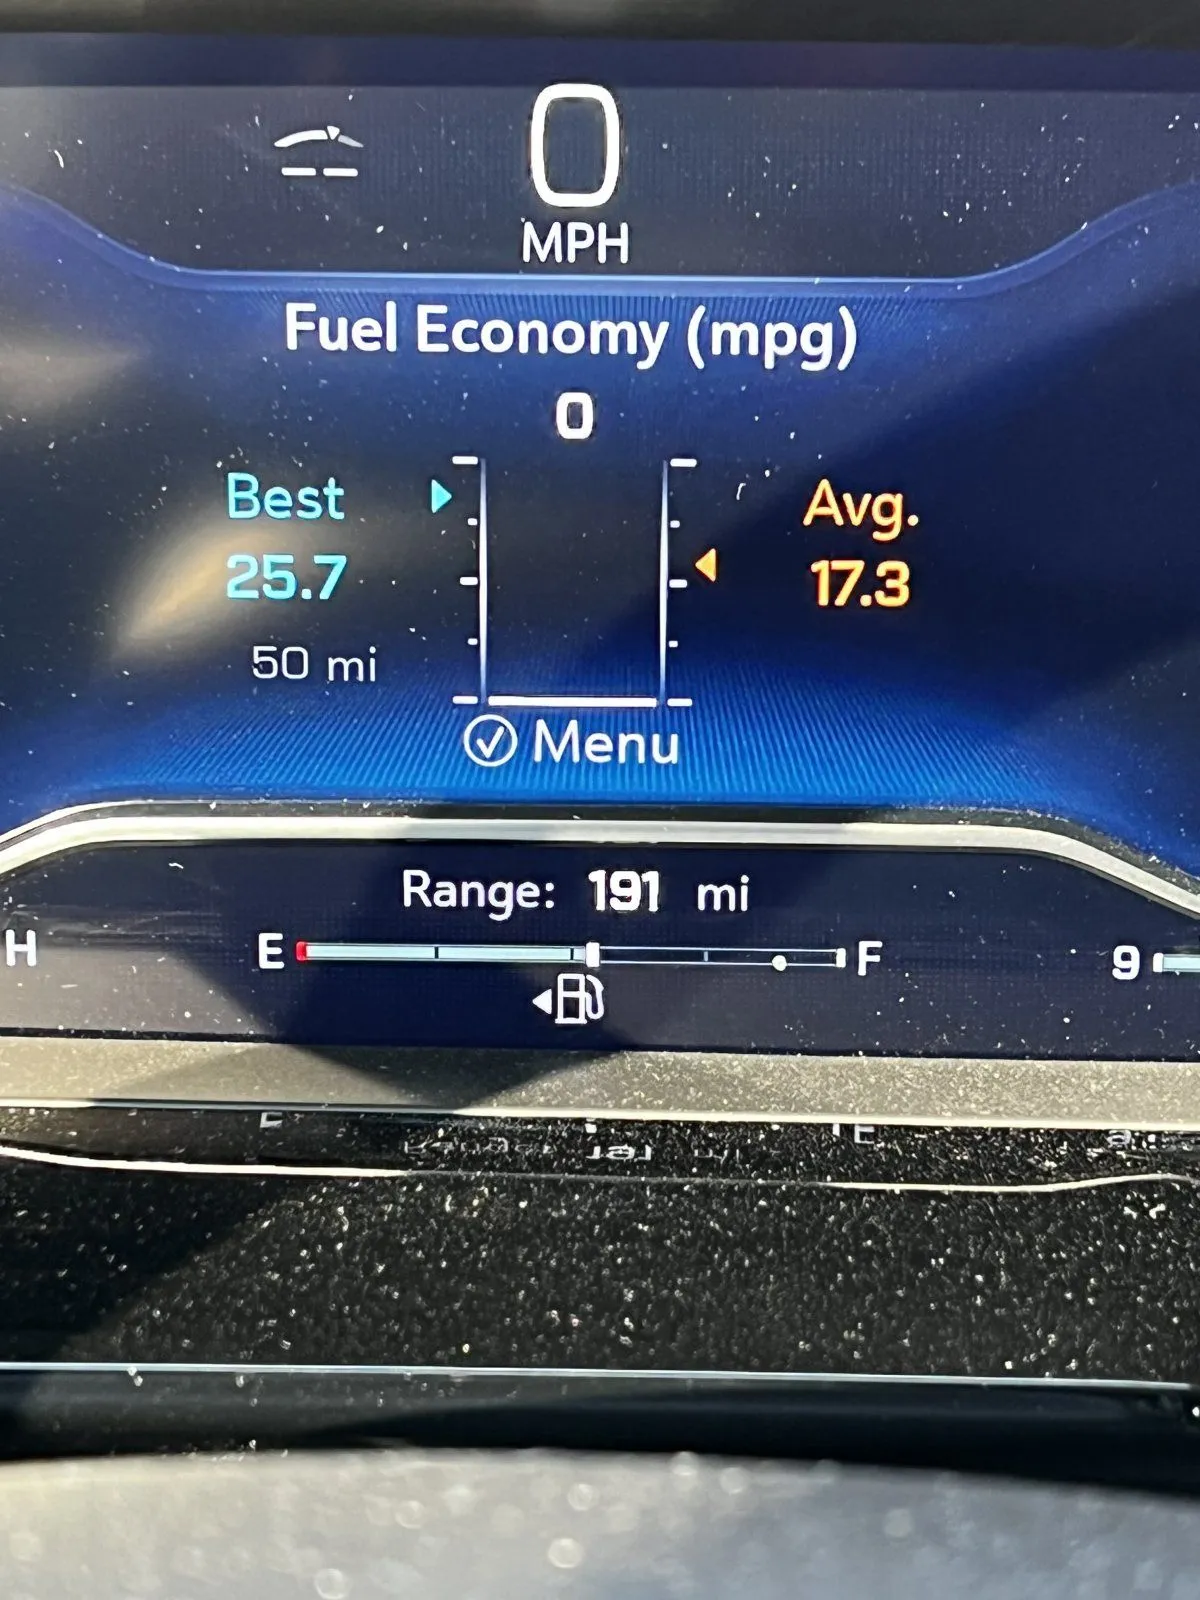 0
MPH
Fuel Economy (mpg)
0
Best
25.7
50 mi
Avg.
17.3
Menu
Range: 191 mi
H
E
F
9